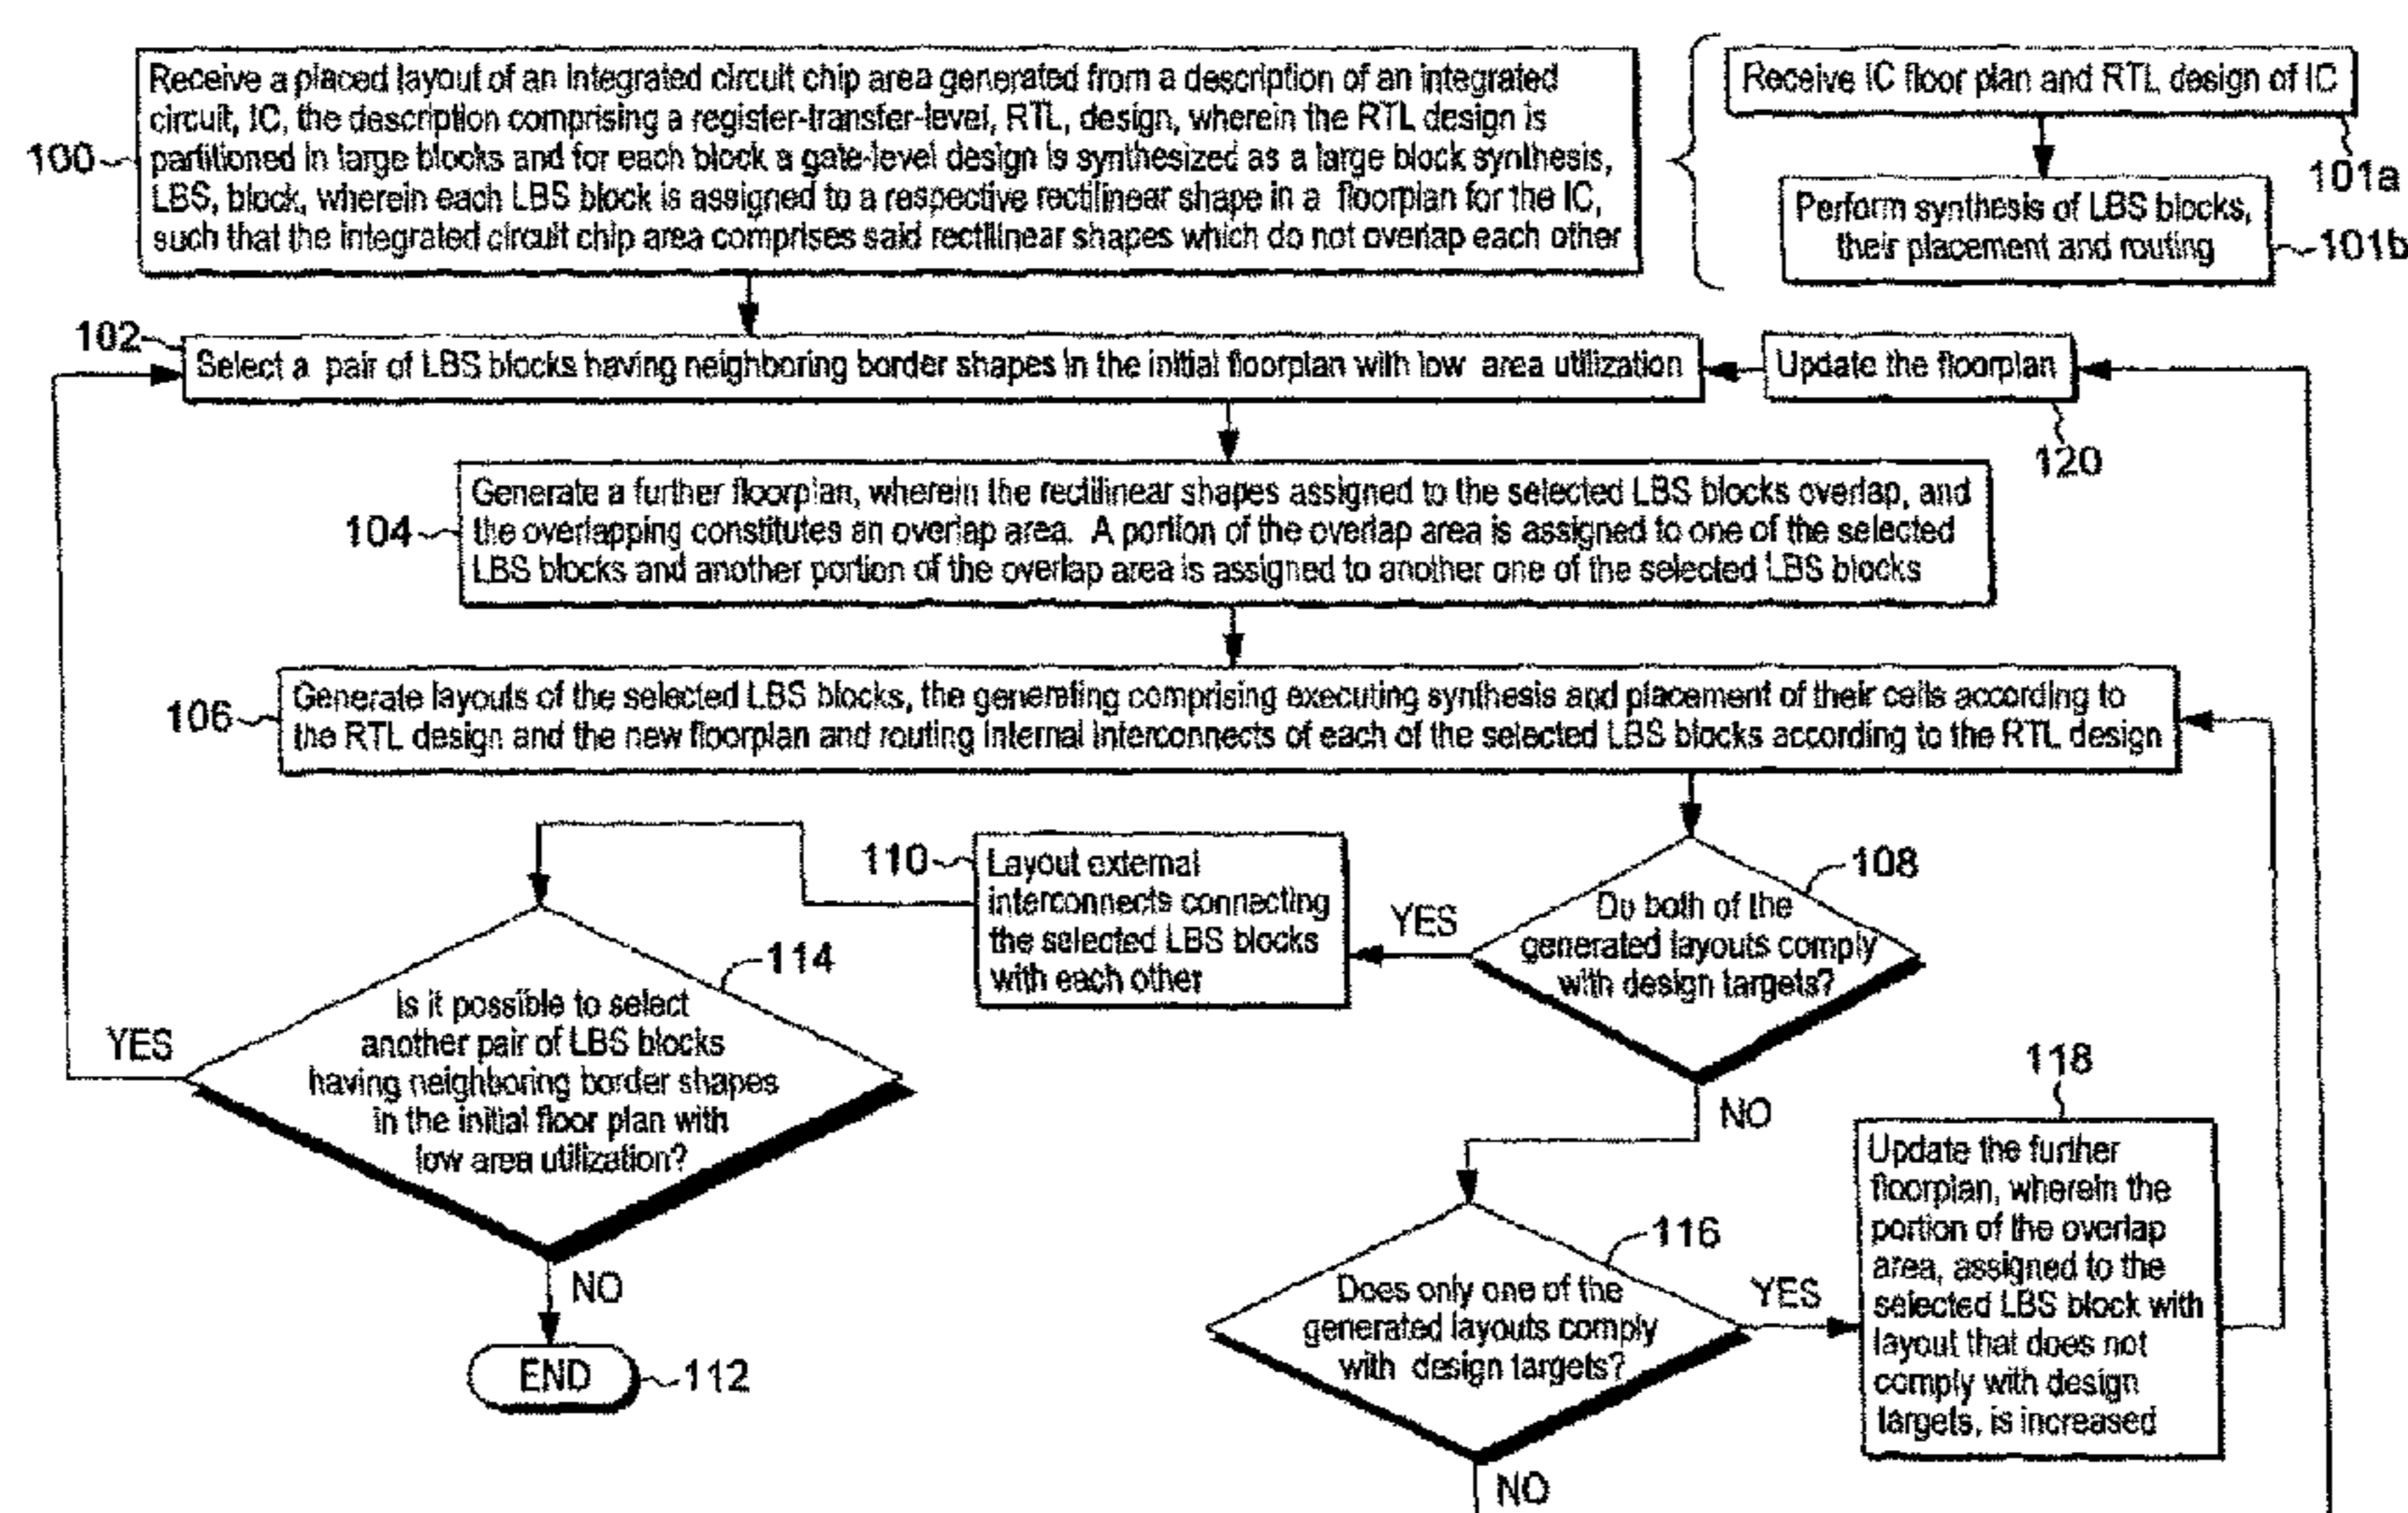 Receive a placed layout of an integrated circuit chip area generated from a description of an integrated
circuit, IC, the description comprising a register-transfer-level, RTL, design, wherein the RTL design is
partitioned in large blocks and for each block a gate-level design is synthesized as a large block synthesis,
LBS, block, wherein each LBS block is assigned to a respective rectilinear shape in a floorplan for the IC,
such that the integrated circuit chip area comprises said rectilinear shapes which do not overlap each other
100
Receive IC floor plan and RTL design of IC
101a
Perform synthesis of LBS blocks,
their placement and routing
101b
102
Select a pair of LBS blocks having neighboring border shapes in the initial floorplan with low area utilization
Update the floorplan
120
104
Generate a further floorplan, wherein the rectilinear shapes assigned to the selected LBS blocks overlap, and
the overlapping constitutes an overlap area. A portion of the overlap area is assigned to one of the selected
LBS blocks and another portion of the overlap area is assigned to another one of the selected LBS blocks
106
Generate layouts of the selected LBS blocks, the generating comprising executing synthesis and placement of their cells according to
the RTL design and the new floorplan and routing internal interconnects of each of the selected LBS blocks according to the RTL design
108
Do both of the
generated layouts comply
with design targets?
YES
NO
110
Layout external
interconnects connecting
the selected LBS blocks
with each other
114
Is it possible to select
another pair of LBS blocks
having neighboring border shapes
in the initial floor plan with
low area utilization?
YES
NO
END
112
116
Does only one of the
generated layouts comply
with design targets?
YES
NO
118
Update the further
floorplan, wherein the
portion of the overlap
area, assigned to the
selected LBS block with
layout that does not
comply with design
targets, is increased